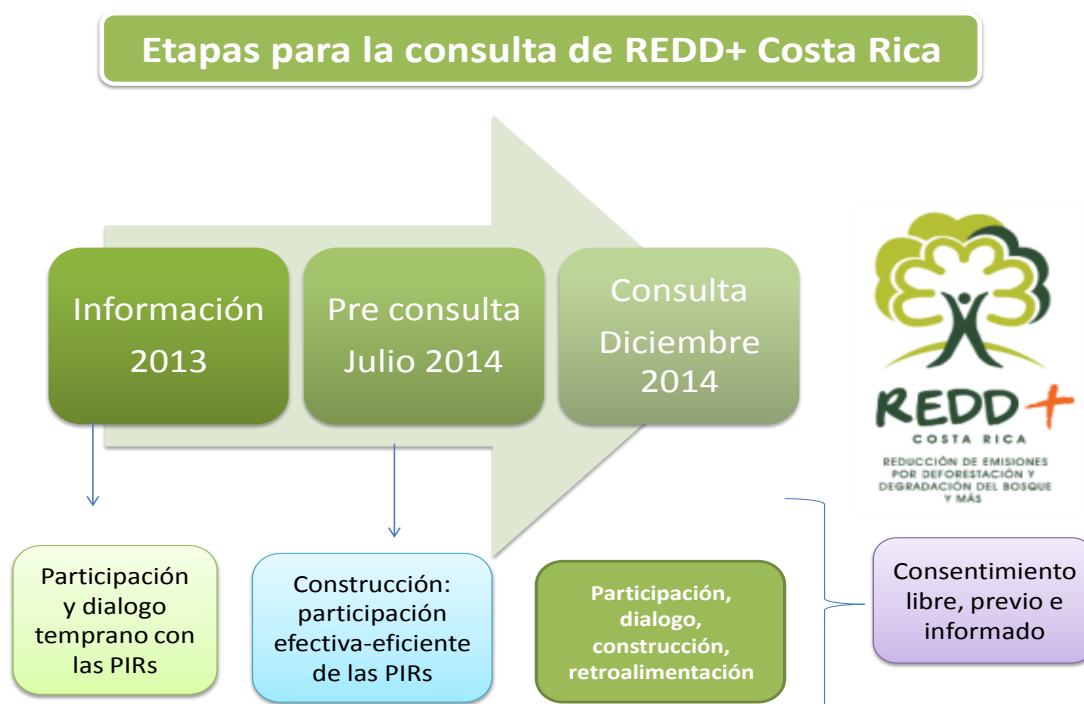 Etapas para la consulta de REDD+ Costa Rica
Información
2013
Pre consulta
Julio 2014
Consulta
Diciembre
2014
REDD+
COSTA RICA
REDUCCIÓN DE EMISIONES
POR DEFORESTACIÓN Y
DEGRADACIÓN DEL BOSQUE
Y MÁS
Participación
y dialogo
temprano con
las PIRs
Construcción:
participación
efectiva-eficiente
de las PIRs
Participación,
dialogo,
construcción,
retroalimentación
Consentimiento
libre, previo e
informado